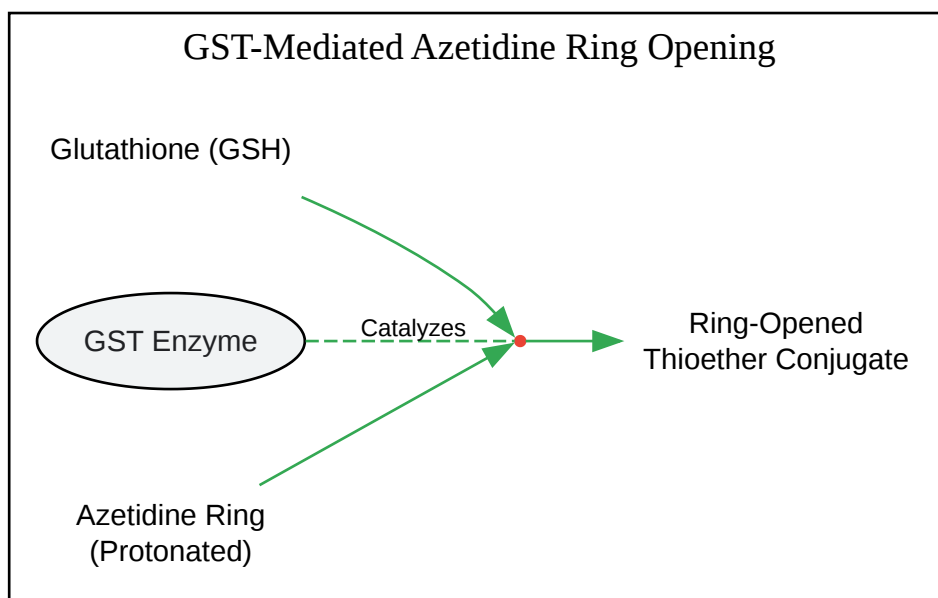 GST-Mediated Azetidine Ring Opening
Glutathione (GSH)
GST Enzyme
Catalyzes
Ring-Opened
Thioether Conjugate
Azetidine Ring
(Protonated)